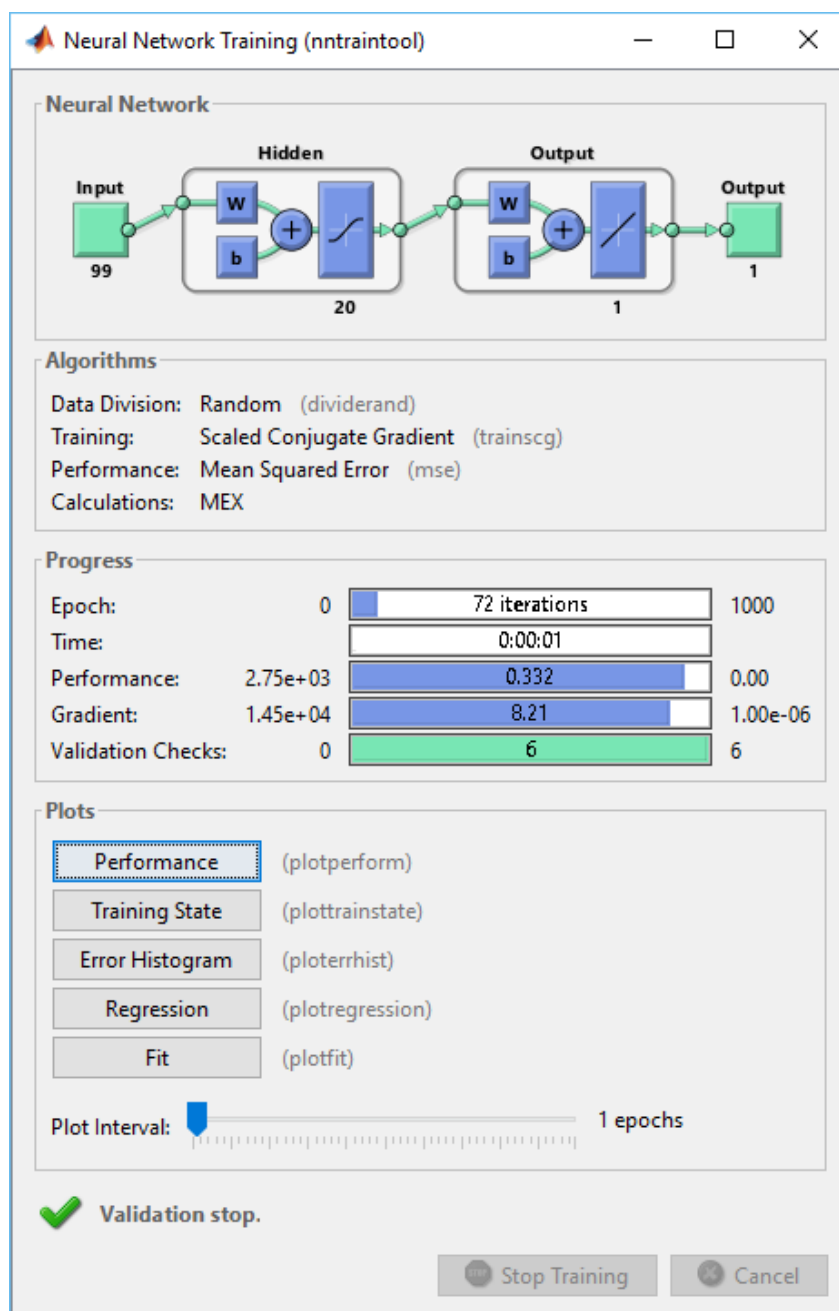 Neural Network Training (nntraintool)
Neural Network
Hidden
Output
Input
Output
W
W
b
b
99
1
20
1
Algorithms
Data Division: Random (dividerand)
Training: Scaled Conjugate Gradient (trainscg)
Performance: Mean Squared Error (mse)
Calculations: MEX
Progress
Epoch: 0 72 iterations 1000
Time: 0:00:01
Performance: 2.75e+03 0.332 0.00
Gradient: 1.45e+04 8.21 1.00e-06
Validation Checks: 0 6 6
Plots
Performance (plotperform)
Training State (plottrainstate)
Error Histogram (ploterrhist)
Regression (plotregression)
Fit (plotfit)
Plot Interval: 1 epochs
Validation stop.
STOP Stop Training Cancel